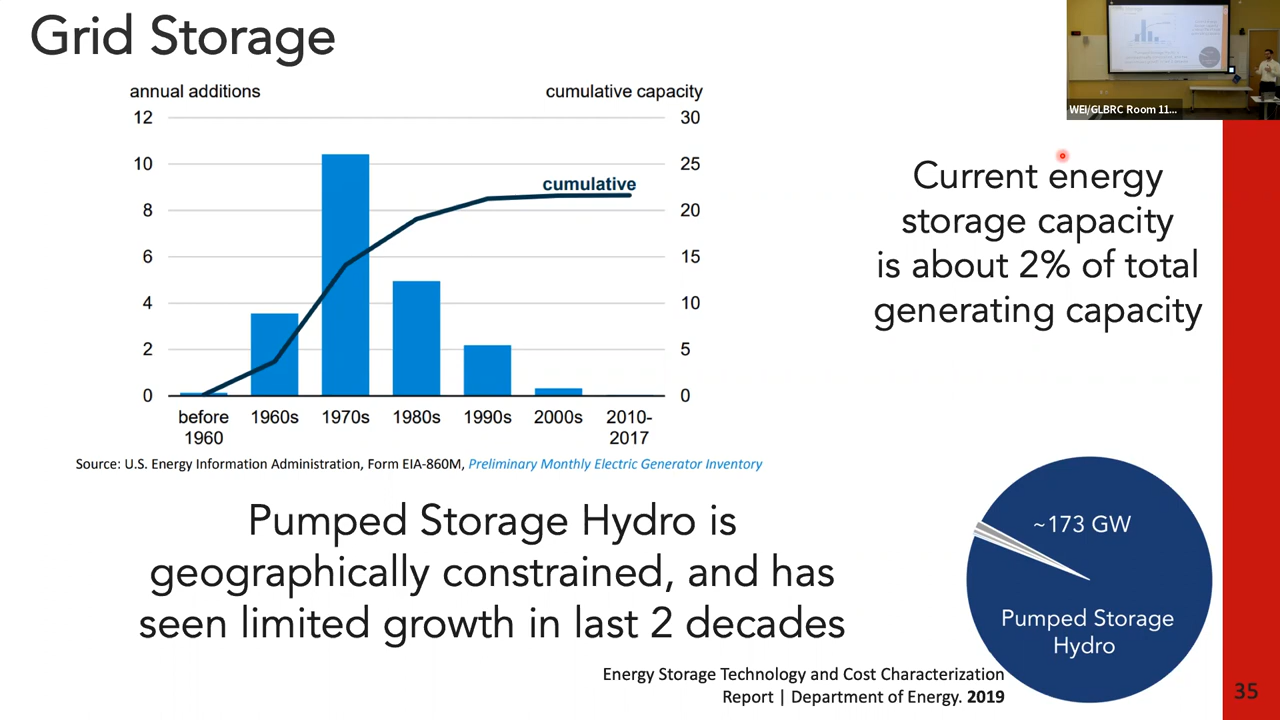 Grid Storage
annual additions
cumulative capacity
12
10
8
6
4
2
0
30
25
20
15
10
5
0
cumulative
before
1960
1960s
1970s
1980s
1990s
2000s
2010-
2017
Source: U.S. Energy Information Administration, Form EIA-860M, Preliminary Monthly Electric Generator Inventory
WEI/GLBRC Room 11...
Current energy
storage capacity
is about 2% of total
generating capacity
Pumped Storage Hydro is
geographically constrained, and has
seen limited growth in last 2 decades
~173 GW
Pumped Storage
Hydro
Energy Storage Technology and Cost Characterization
Report | Department of Energy. 2019
35